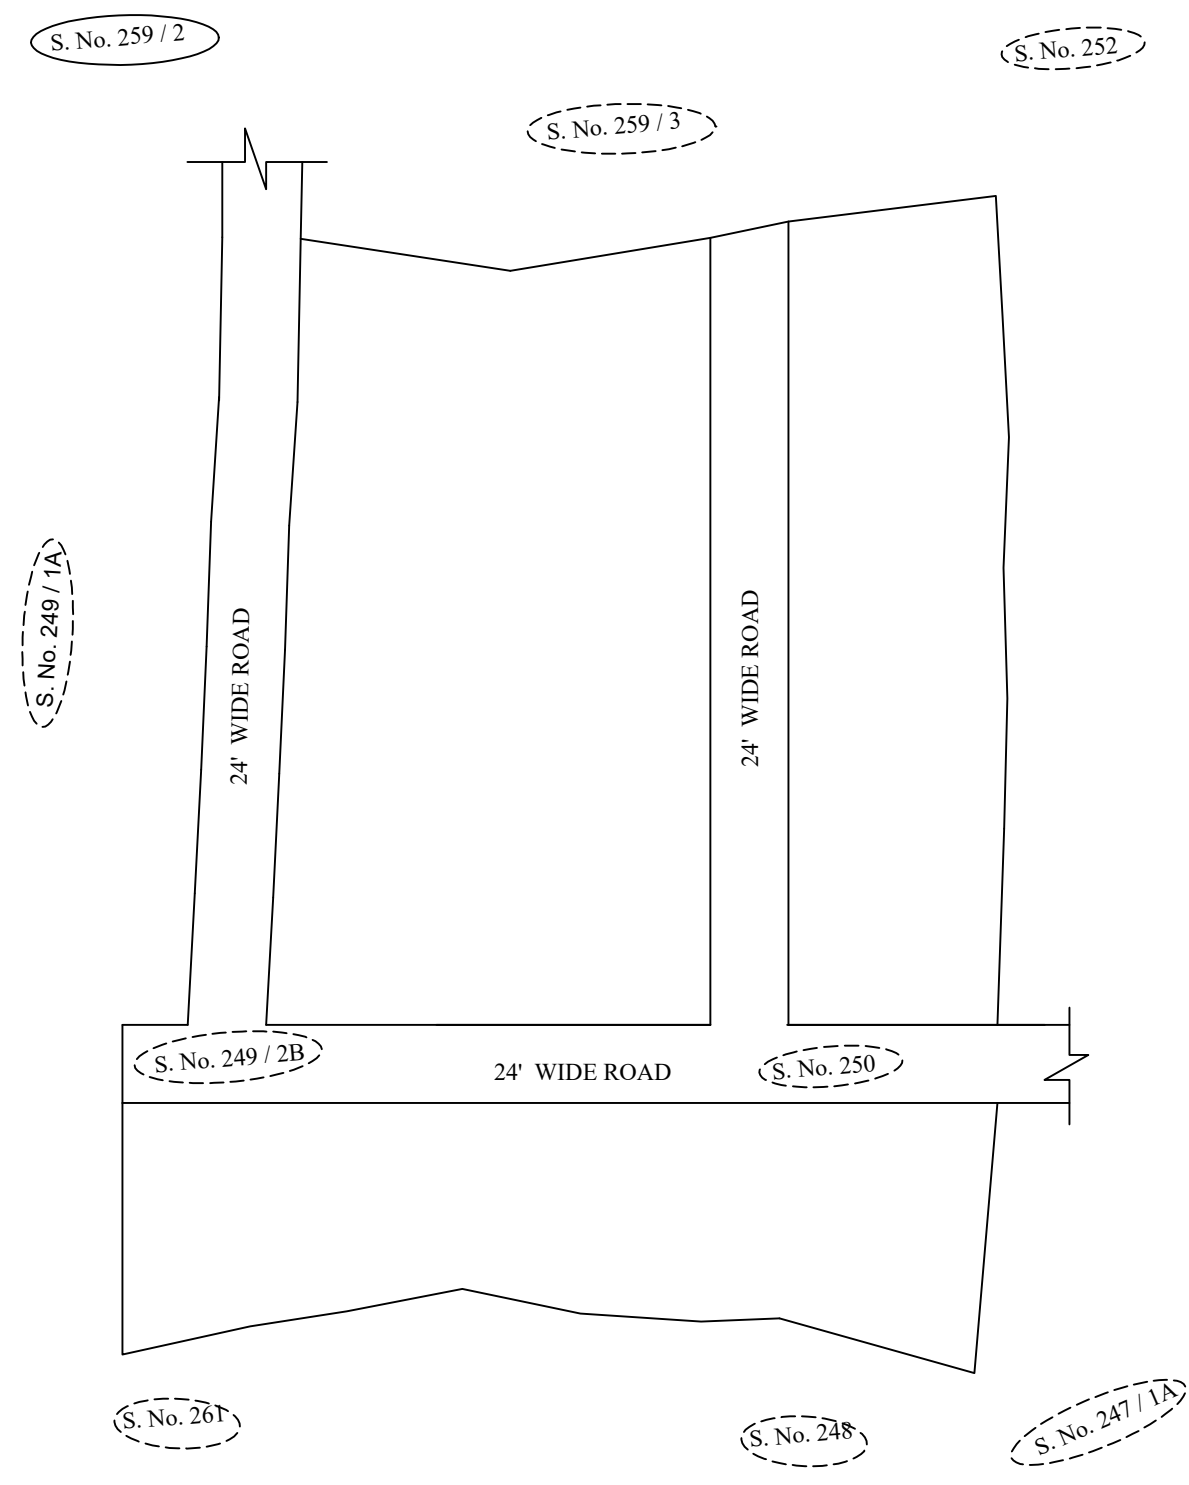 S. No. 259 / 2
S. No. 252
S. No. 259 / 3
S. No. 249 / 1A
24' WIDE ROAD
24' WIDE ROAD
S. No. 249 / 2B
24' WIDE ROAD
S. No. 250
S. No. 261
S. No. 248
S. No. 247 / 1A